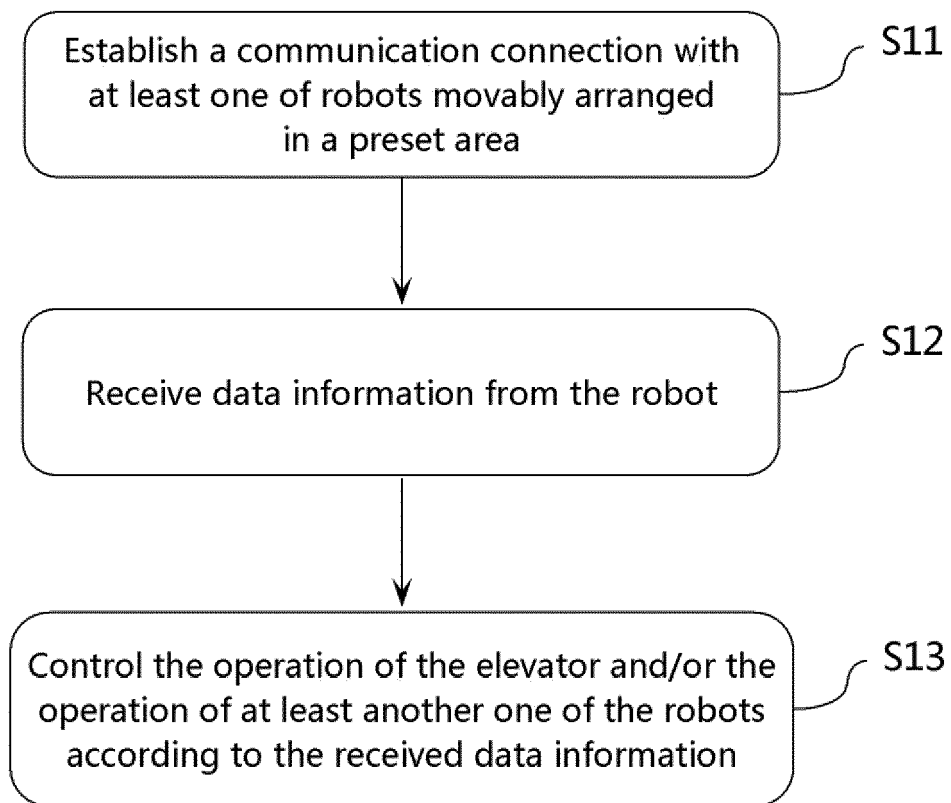 Establish a communication connection with
at least one of robots movably arranged
in a preset area
S11
Receive data information from the robot
S12
Control the operation of the elevator and/or the
operation of at least another one of the robots
according to the received data information
S13